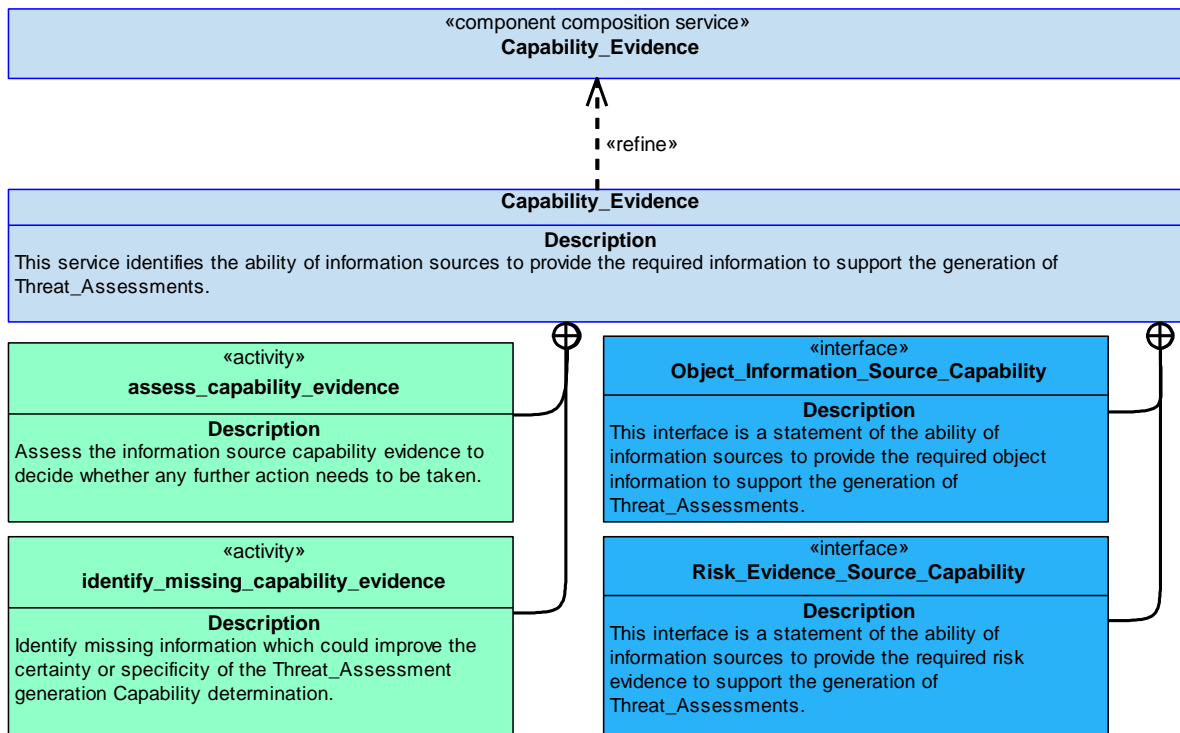 «component composition service»
Capability_Evidence
«refine»
Capability_Evidence
Description
This service identifies the ability of information sources to provide the required information to support the generation of
Threat_Assessments.
«activity»
assess_capability_evidence
Description
Assess the information source capability evidence to
decide whether any further action needs to be taken.
«interface»
Object_Information_Source_Capability
Description
This interface is a statement of the ability of
information sources to provide the required object
information to support the generation of
Threat_Assessments.
«activity»
identify_missing_capability_evidence
Description
Identify missing information which could improve the
certainty or specificity of the Threat_Assessment
generation Capability determination.
«interface»
Risk_Evidence_Source_Capability
Description
This interface is a statement of the ability of
information sources to provide the required risk
evidence to support the generation of
Threat_Assessments.